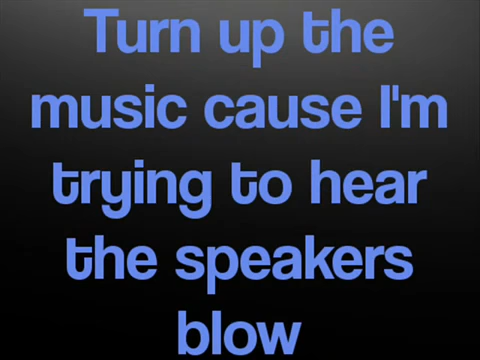 Turn up the
music cause I'm
trying to hear
the speakers
blow